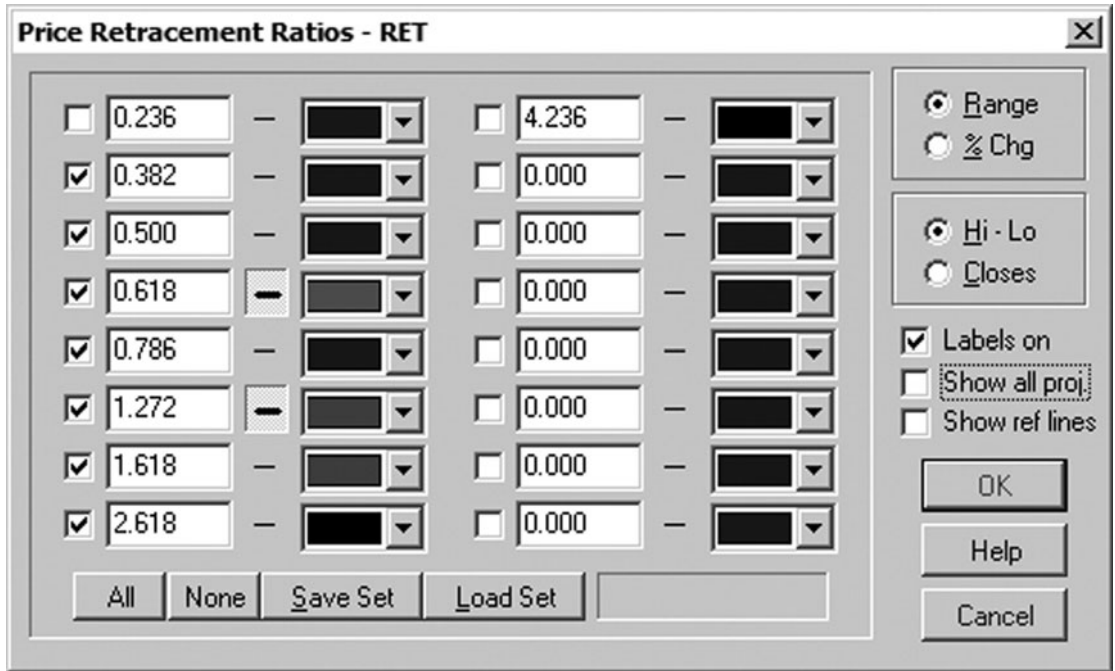 Price Retracement Ratios - RET
0.236 4.236
0.382 0.000
0.500 0.000
0.618 0.000
0.786 0.000
1.272 0.000
1.618 0.000
2.618 0.000
All None Save Set Load Set
Range
% Chg
Hi - Lo
Closes
Labels on
Show all proj.
Show ref lines
OK
Help
Cancel